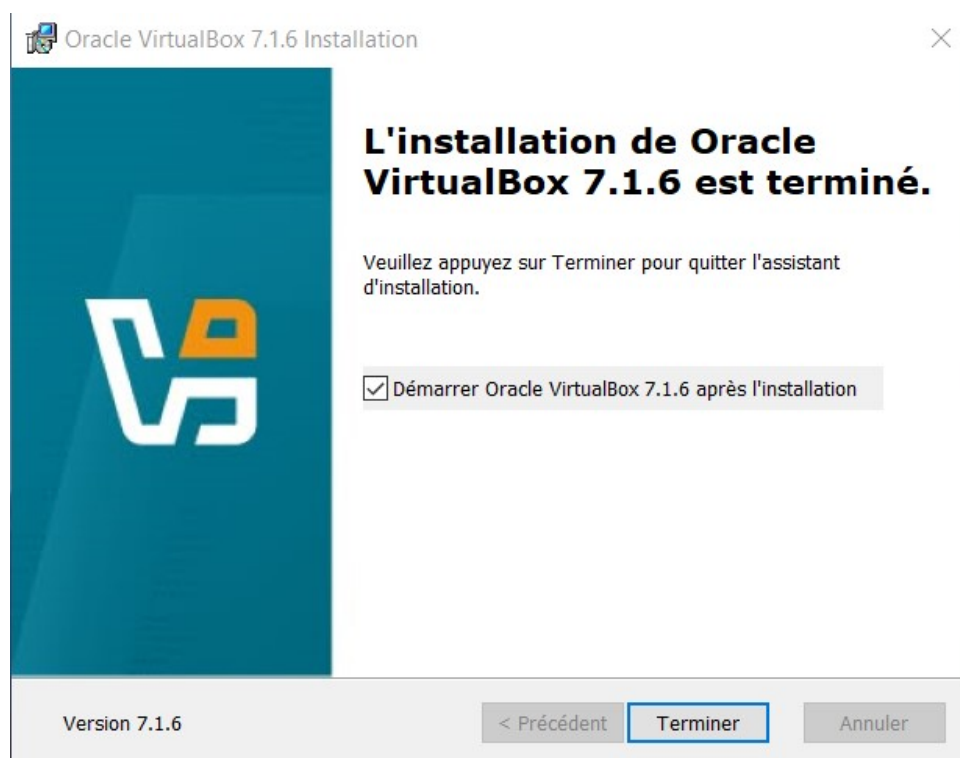 Oracle VirtualBox 7.1.6 Installation
L'installation de Oracle
VirtualBox 7.1.6 est terminé.
Veuillez appuyez sur Terminer pour quitter l'assistant
d'installation.
Démarrer Oracle VirtualBox 7.1.6 après l'installation
Version 7.1.6
< Précédent
Terminer
Annuler